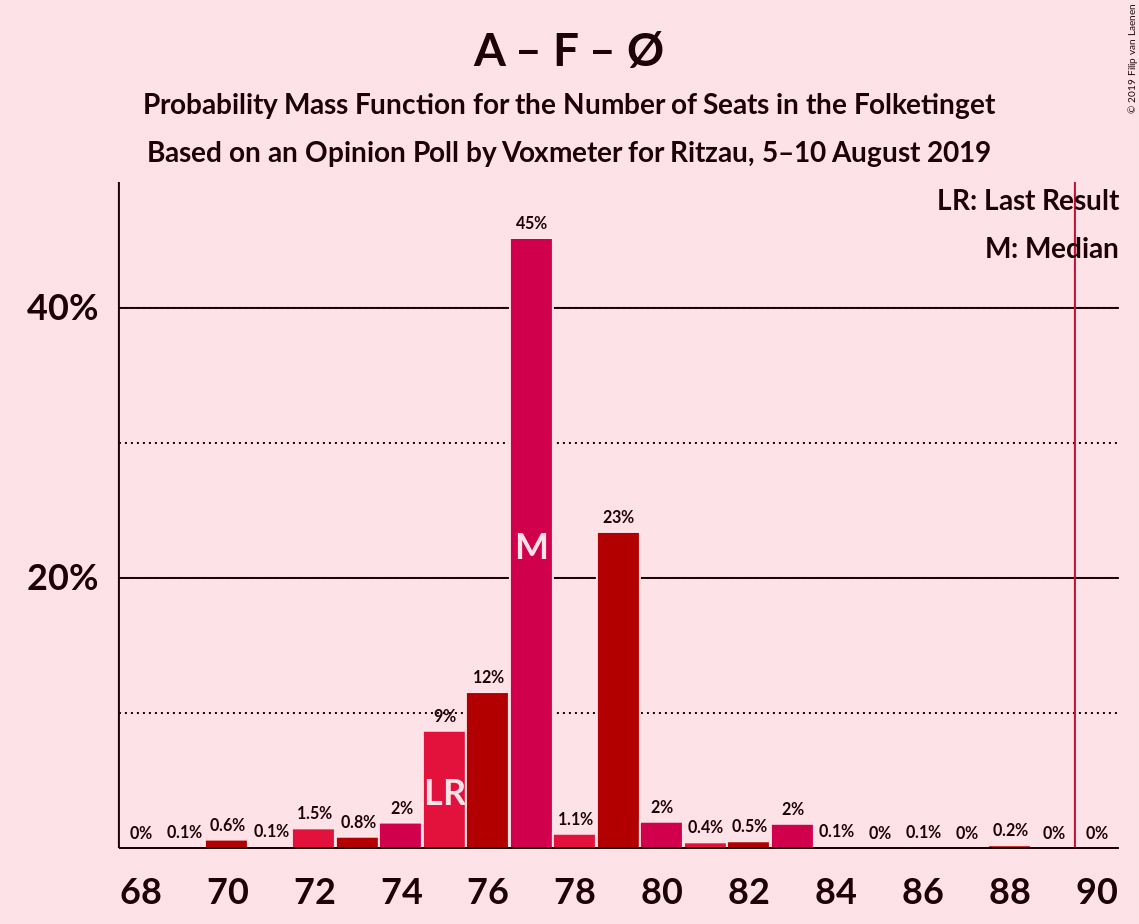 A – F – Ø
Probability Mass Function for the Number of Seats in the Folketinget
Based on an Opinion Poll by Voxmeter for Ritzau, 5–10 August 2019
© 2019 Filip van Laenen
LR: Last Result
M: Median
40%
20%
0%
0.1%
0.6%
0.1%
1.5%
0.8%
2%
9%
12%
45%
1.1%
23%
2%
0.4%
0.5%
2%
0.1%
0%
0.1%
0%
0.2%
0%
0%
LR
M
68 70 72 74 76 78 80 82 84 86 88 90